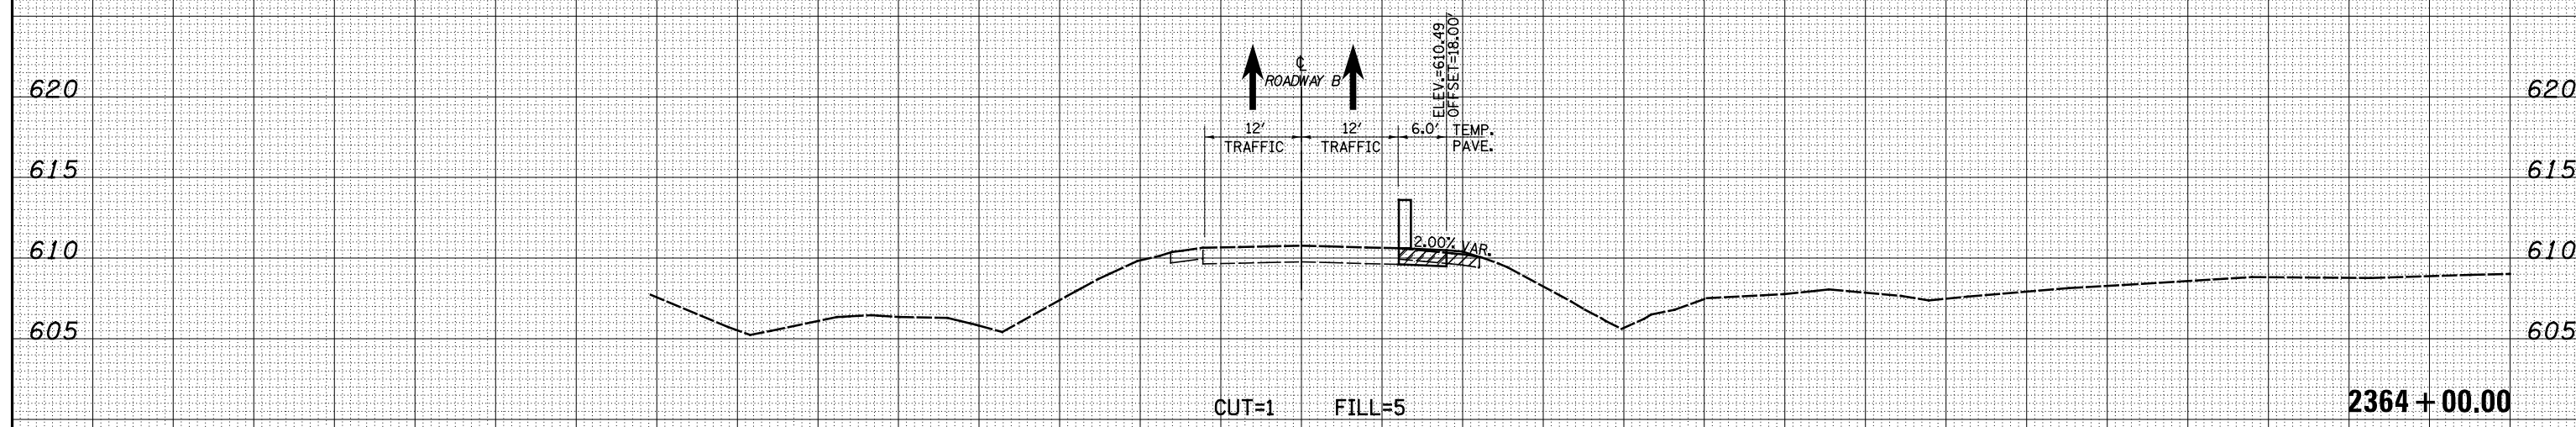 ELEV.=610.49
OFFSET=18.00'
℄
ROADWAY B
620 620
12' 12' 6.0' TEMP.
TRAFFIC TRAFFIC PAVE.
615 615
2.00% VAR.
610 610
605 605
CUT=1 FILL=5
2364+00.00